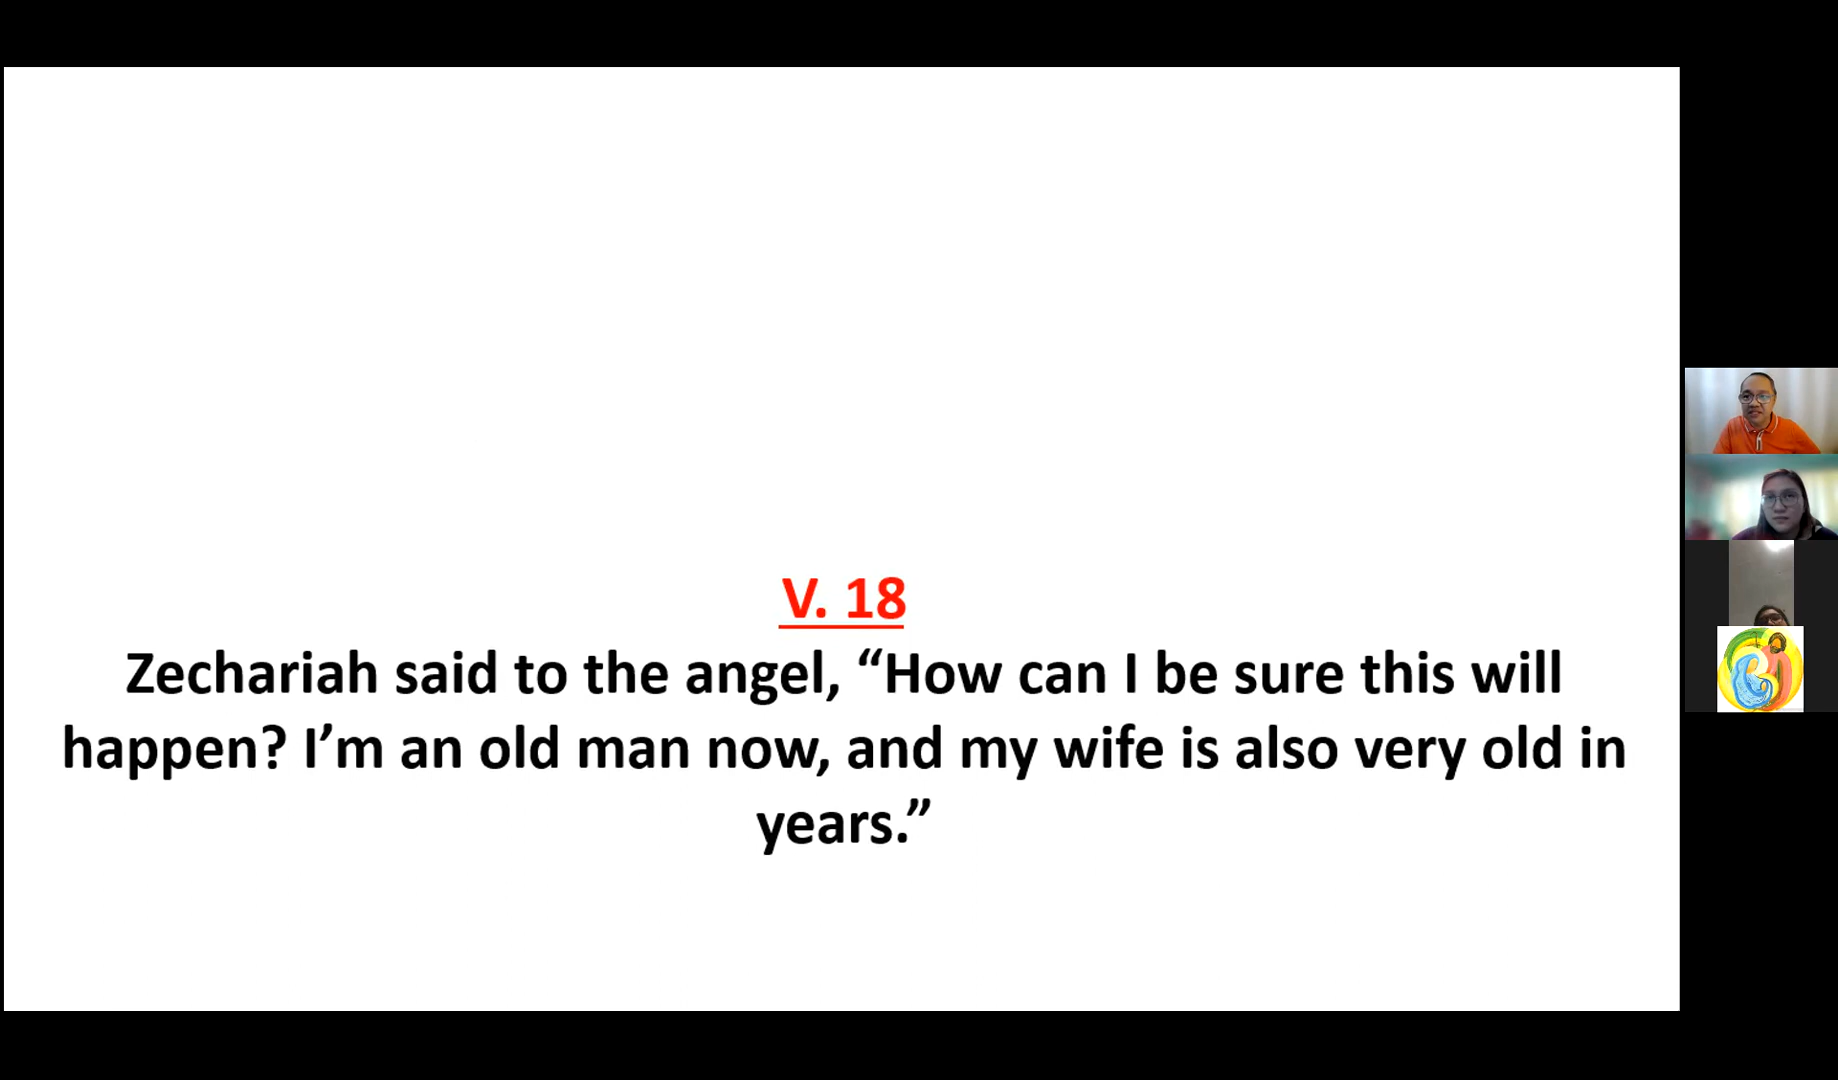 V. 18
Zechariah said to the angel, “How can I be sure this will
happen? I’m an old man now, and my wife is also very old in
years.”